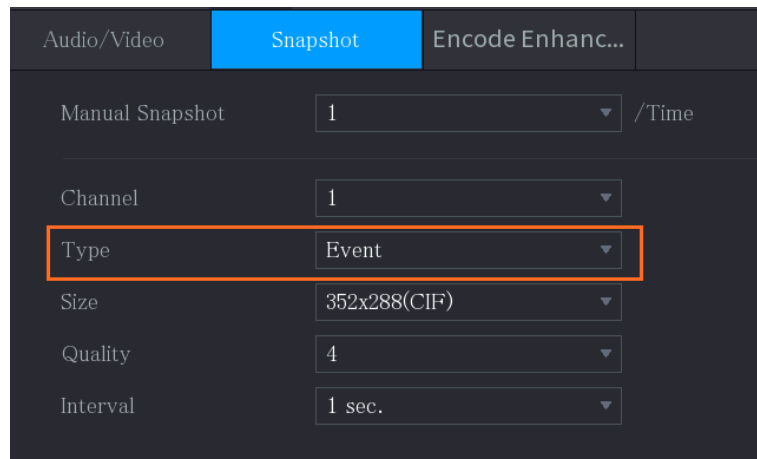 Audio/Video Snapshot Encode Enhanc...
Manual Snapshot 1 /Time
Channel 1
Type Event
Size 352x288(CIF)
Quality 4
Interval 1 sec.